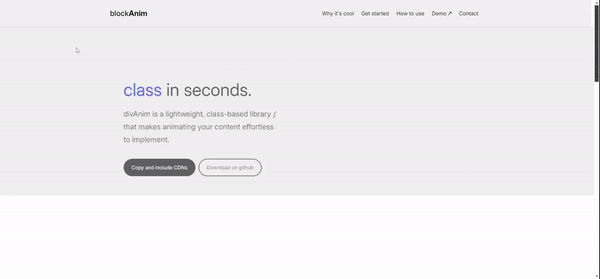 blockAnim
Why it's cool Get started How to use Demo ↗ Contact
class in seconds.
divAnim is a lightweight, class-based library
that makes animating your content effortless
to implement.
Copy and include CDNs
Download on github